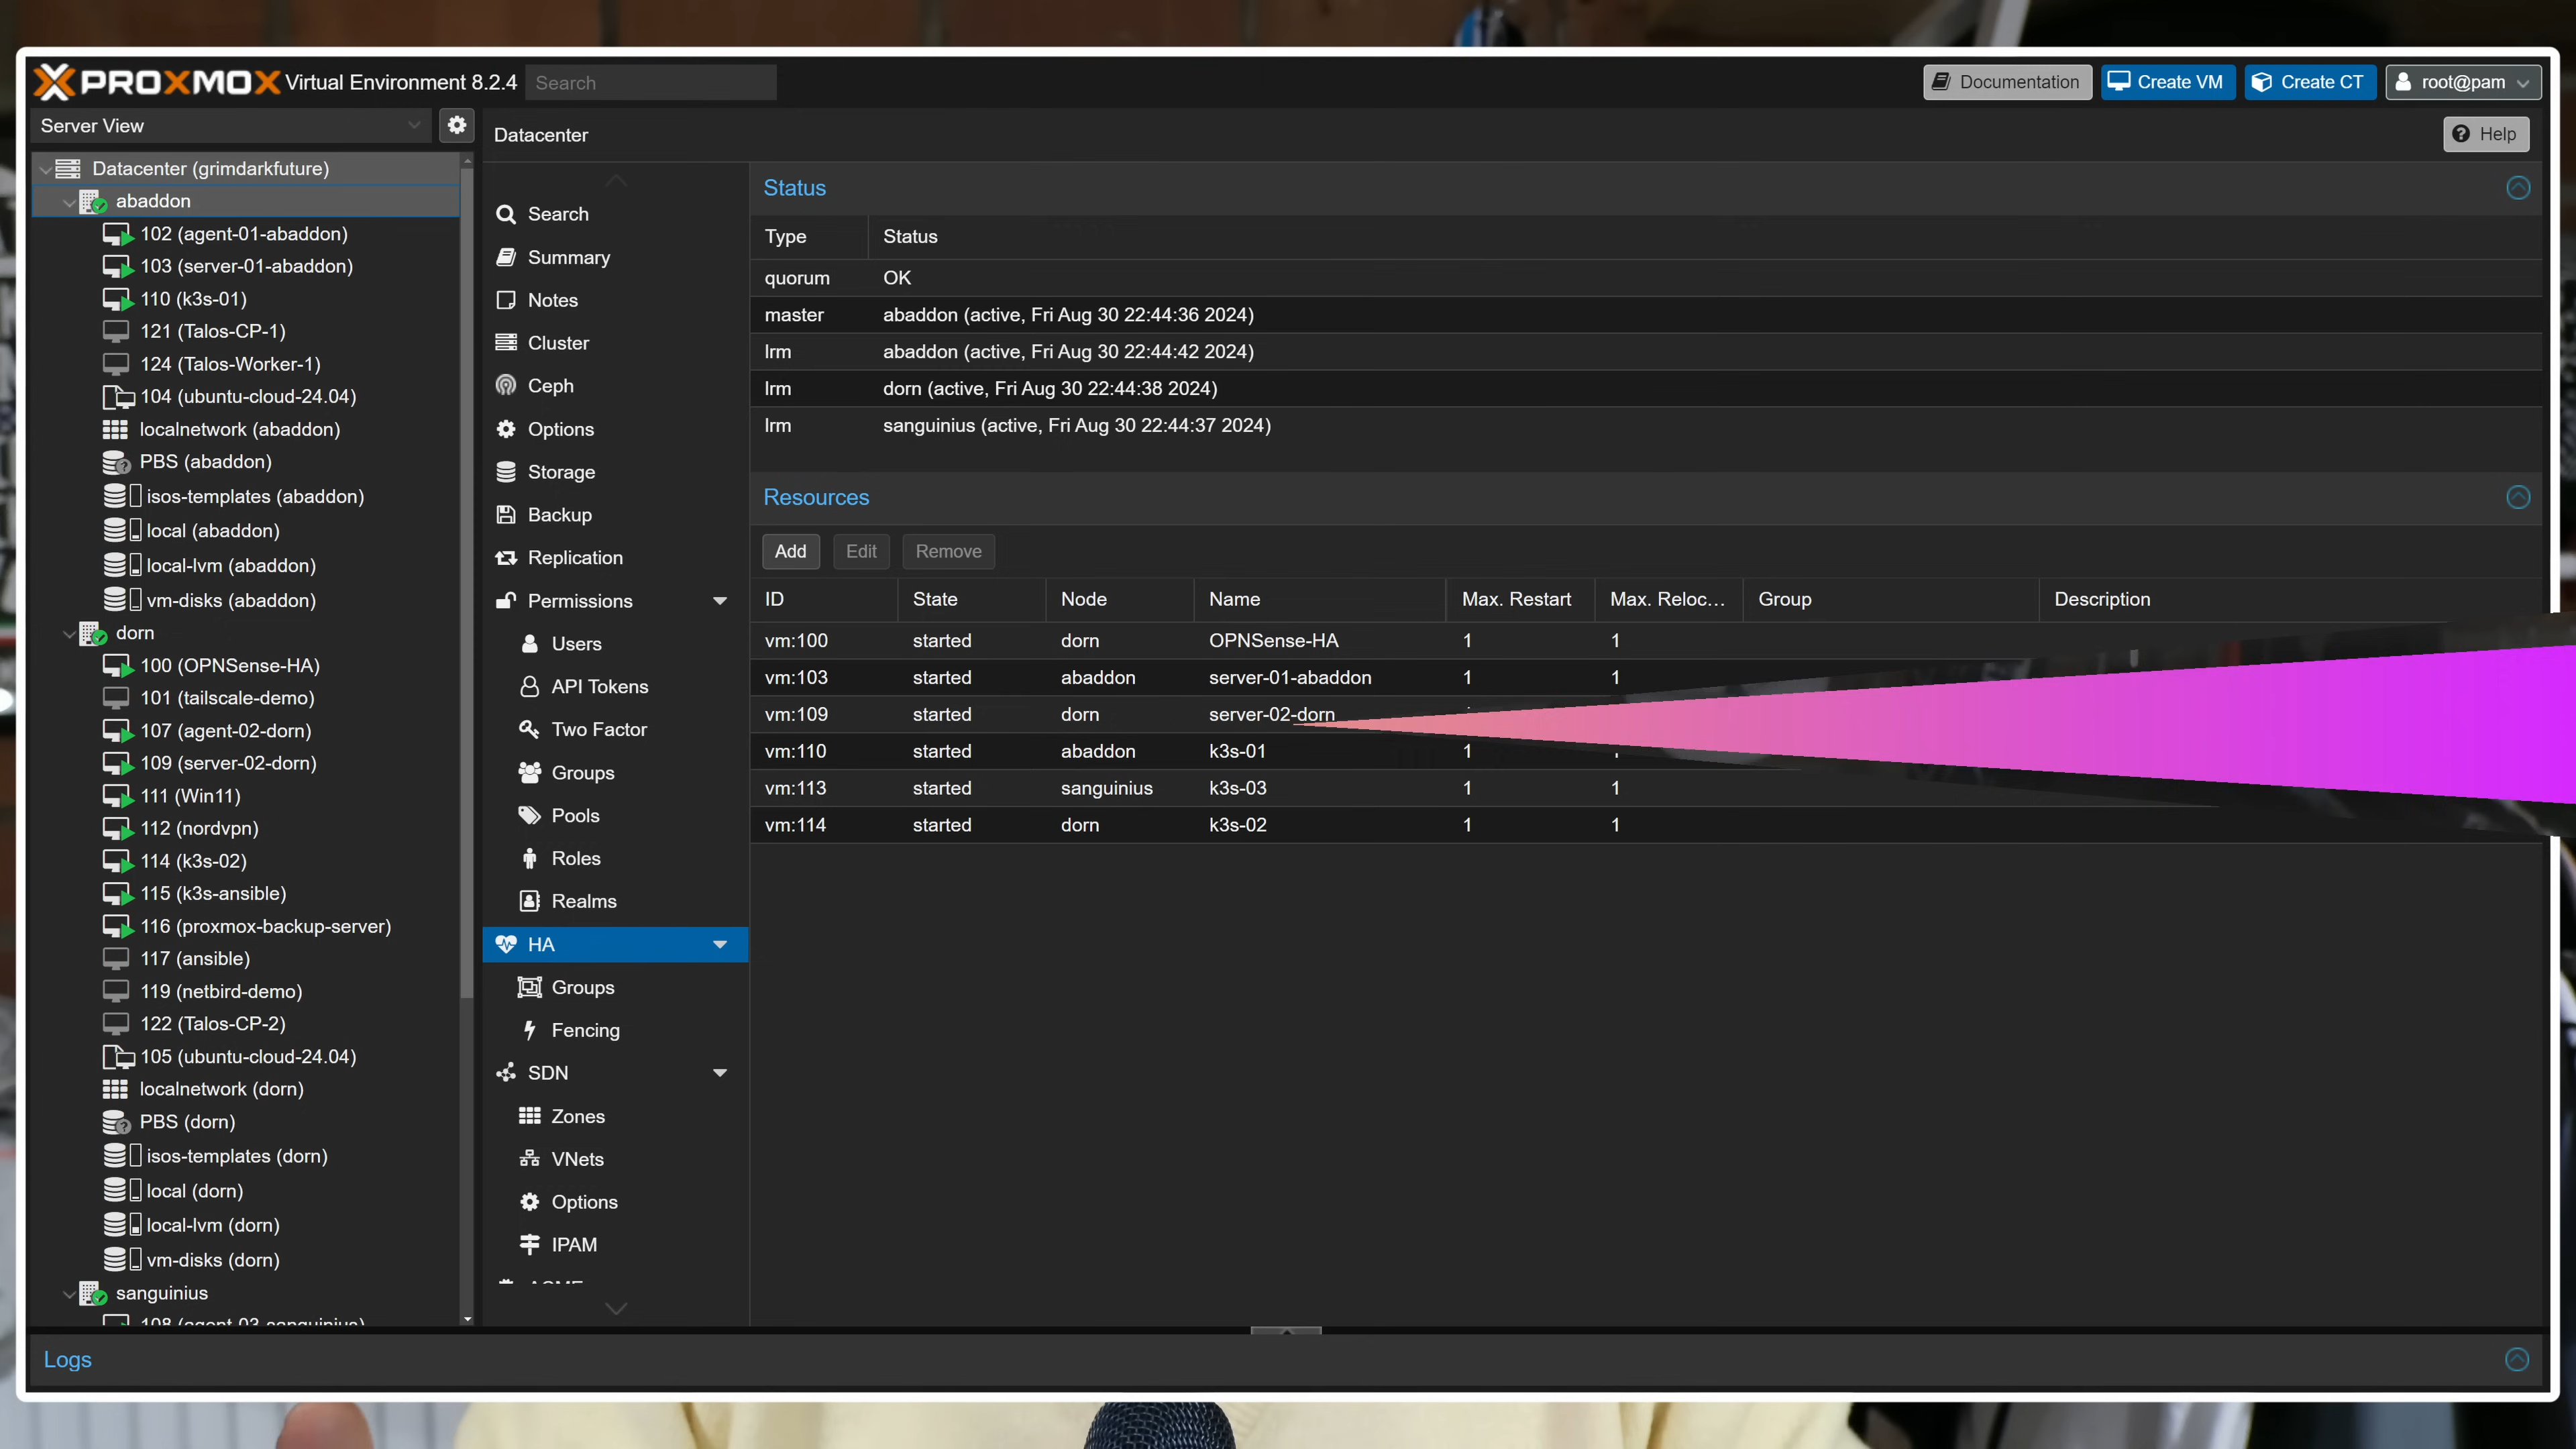 PROXMOX Virtual Environment 8.2.4 Search Documentation Create VM Create CT root@pam
Server View
Datacenter (grimdarkfuture)
abaddon
102 (agent-01-abaddon)
103 (server-01-abaddon)
110 (k3s-01)
121 (Talos-CP-1)
124 (Talos-Worker-1)
104 (ubuntu-cloud-24.04)
localnetwork (abaddon)
PBS (abaddon)
isos-templates (abaddon)
local (abaddon)
local-lvm (abaddon)
vm-disks (abaddon)
dorn
100 (OPNSense-HA)
101 (tailscale-demo)
107 (agent-02-dorn)
109 (server-02-dorn)
111 (Win11)
112 (nordvpn)
114 (k3s-02)
115 (k3s-ansible)
116 (proxmox-backup-server)
117 (ansible)
119 (netbird-demo)
122 (Talos-CP-2)
105 (ubuntu-cloud-24.04)
localnetwork (dorn)
PBS (dorn)
isos-templates (dorn)
local (dorn)
local-lvm (dorn)
vm-disks (dorn)
sanguinius
108 (agent-03-sanguinius)
Datacenter Help
Search
Summary
Notes
Cluster
Ceph
Options
Storage
Backup
Replication
Permissions
Users
API Tokens
Two Factor
Groups
Pools
Roles
Realms
HA
Groups
Fencing
SDN
Zones
VNets
Options
IPAM
Status
Type Status
quorum OK
master abaddon (active, Fri Aug 30 22:44:36 2024)
lrm abaddon (active, Fri Aug 30 22:44:42 2024)
lrm dorn (active, Fri Aug 30 22:44:38 2024)
lrm sanguinius (active, Fri Aug 30 22:44:37 2024)
Resources
Add Edit Remove
ID State Node Name Max. Restart Max. Reloc... Group Description
vm:100 started dorn OPNSense-HA 1 1
vm:103 started abaddon server-01-abaddon 1 1
vm:109 started dorn server-02-dorn
vm:110 started abaddon k3s-01 1
vm:113 started sanguinius k3s-03 1 1
vm:114 started dorn k3s-02 1 1
Logs